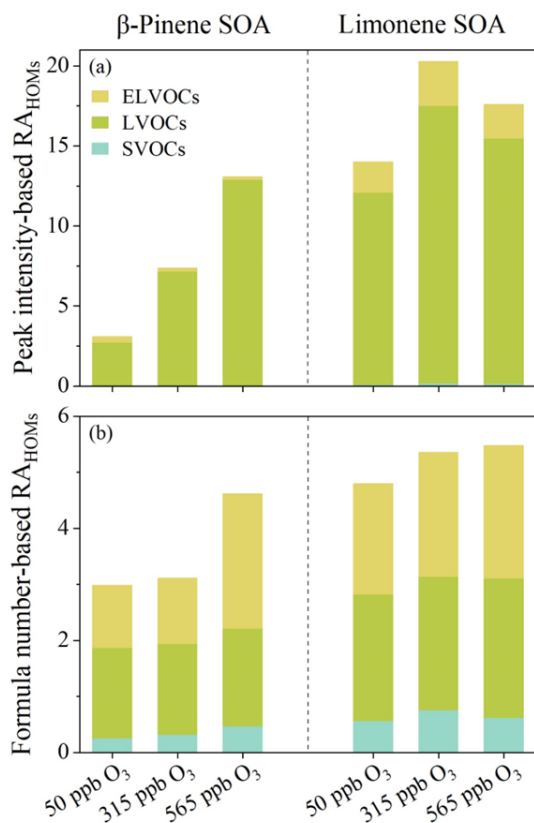 β-Pinene SOA
Limonene SOA
(a)
ELVOCs
LVOCs
SVOCs
Peak intensity-based RA_HOMs
20
15
10
5
0
(b)
Formula number-based RA_HOMs
6
4
2
0
50 ppb O₃
315 ppb O₃
565 ppb O₃
50 ppb O₃
315 ppb O₃
565 ppb O₃